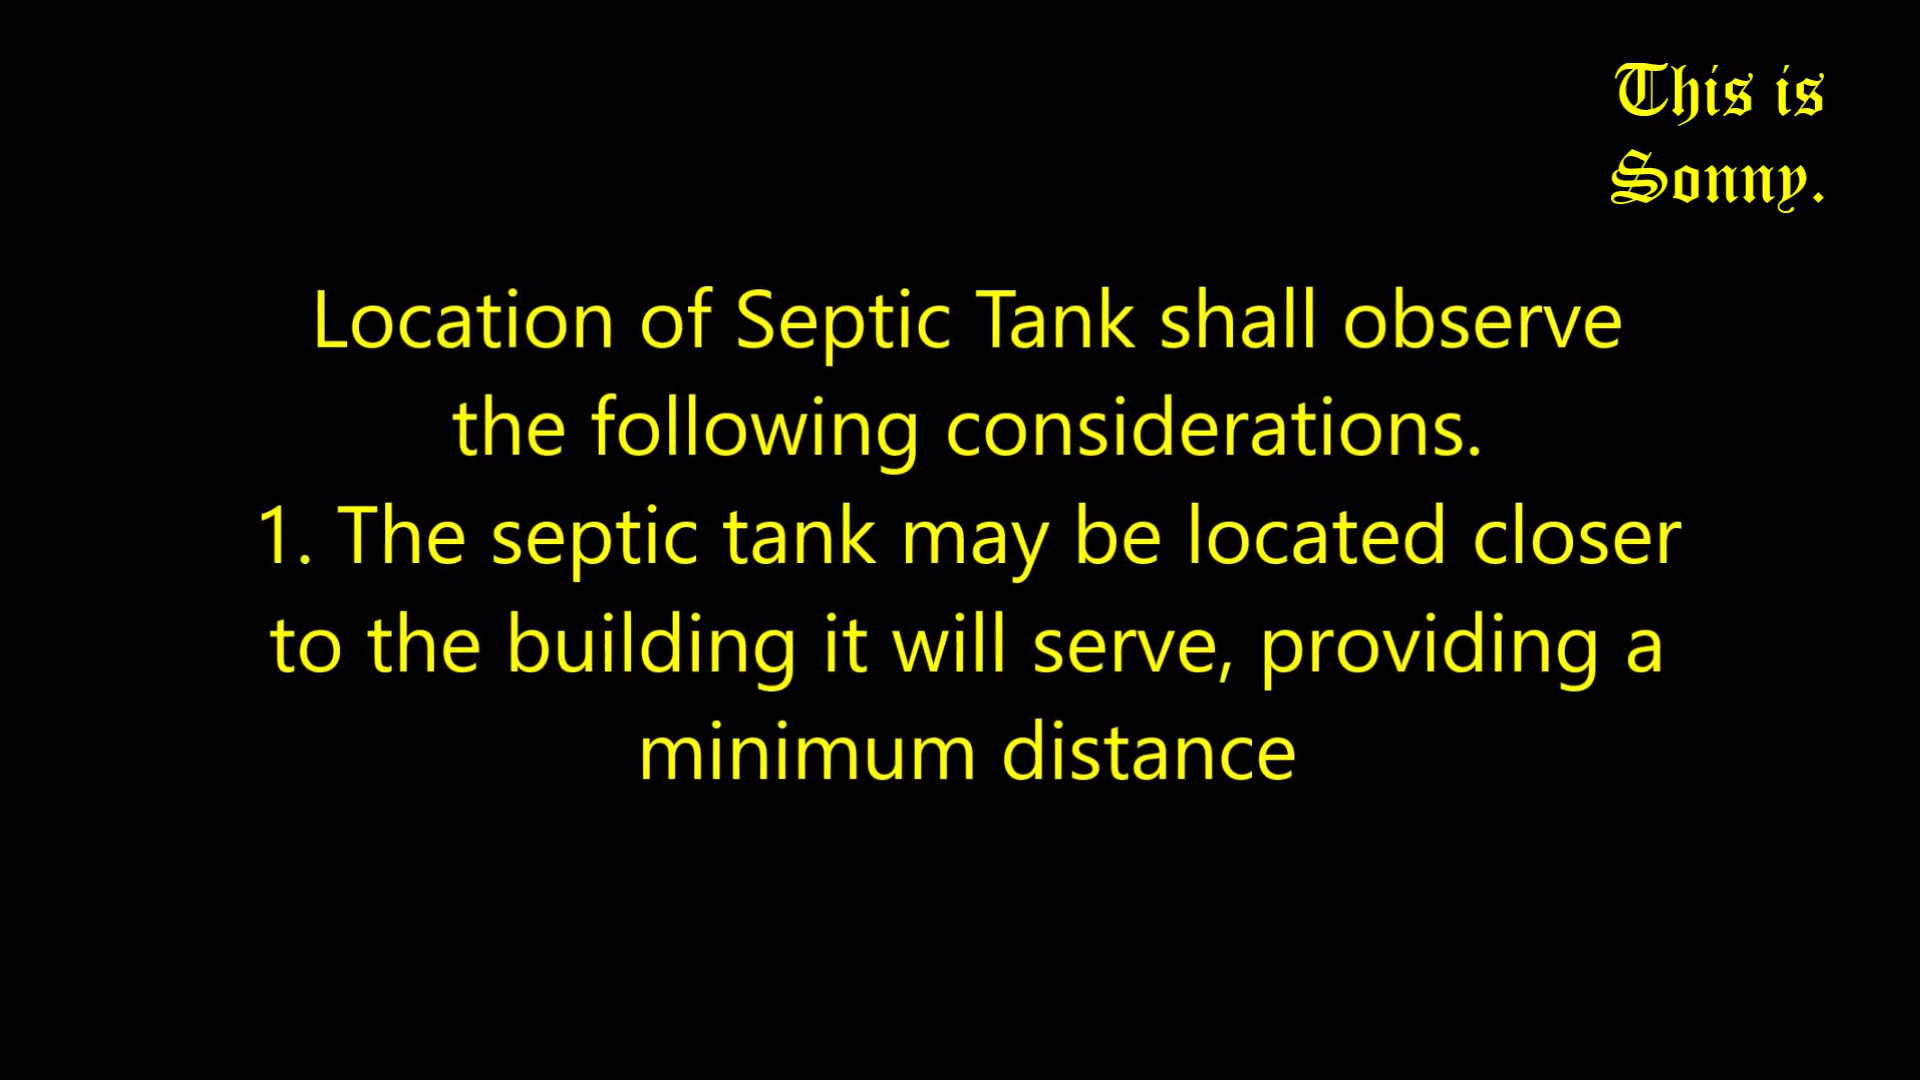 This is
Sonny.
Location of Septic Tank shall observe
the following considerations.
1. The septic tank may be located closer
to the building it will serve, providing a
minimum distance